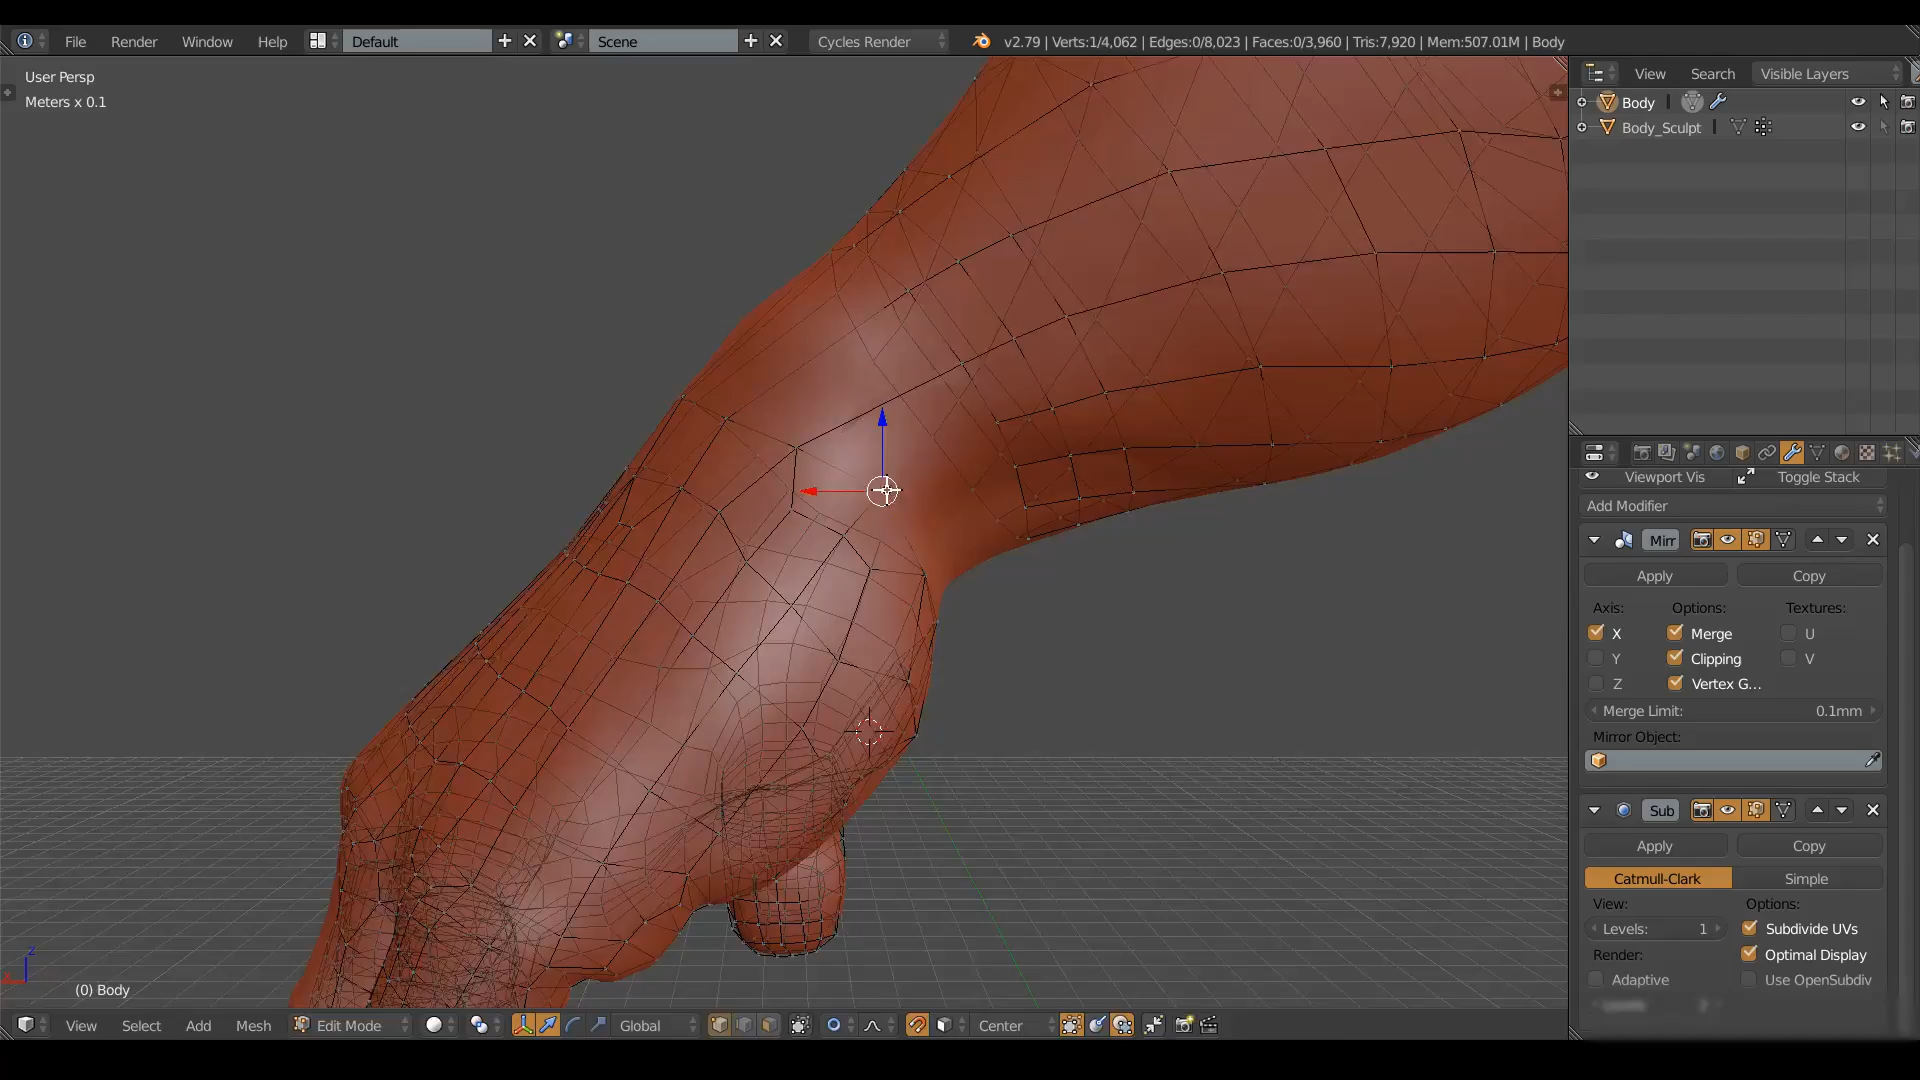 File Render Window Help Default Scene Cycles Render v2.79 | Verts:1/4,062 | Edges:0/8,023 | Faces:0/3,960 | Tris:7,920 | Mem:507.01M | Body
User Persp
Meters x 0.1
View Search Visible Layers
Body
Body_Sculpt
Viewport Vis Toggle Stack
Add Modifier
Mirr
Apply Copy
Axis: Options: Textures:
X Merge U
Y Clipping V
Z Vertex G...
Merge Limit: 0.1mm
Mirror Object:
Sub
Apply Copy
Catmull-Clark Simple
View: Options:
Levels: 1 Subdivide UVs
Render: Optimal Display
Adaptive Use OpenSubdiv
z
(0) Body
View Select Add Mesh Edit Mode Global Center